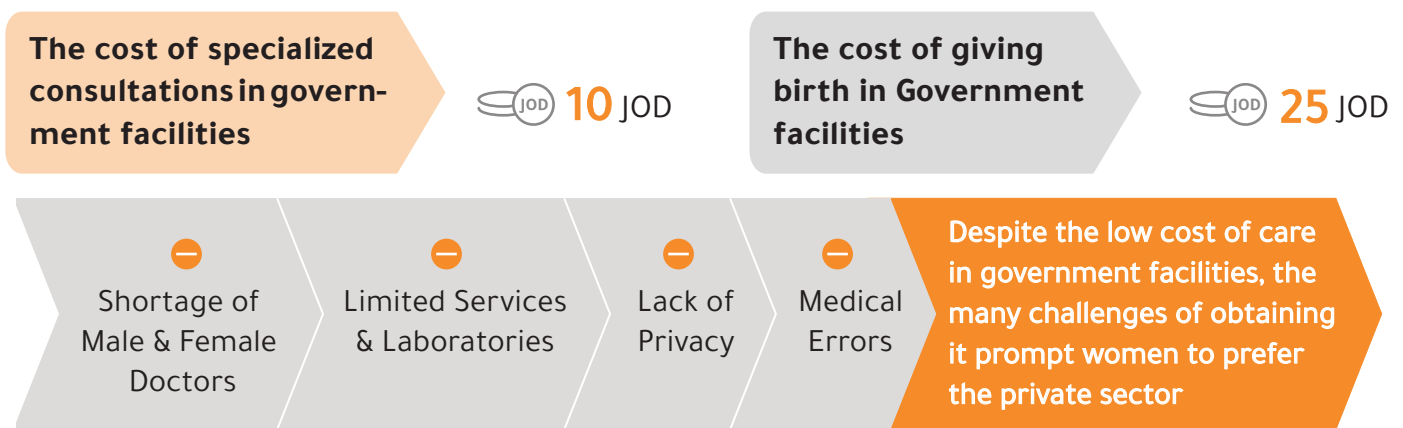 The cost of specialized
consultations in govern-
ment facilities
JOD 10 JOD
The cost of giving
birth in Government
facilities
JOD 25 JOD
Shortage of
Male & Female
Doctors
Limited Services
& Laboratories
Lack of
Privacy
Medical
Errors
Despite the low cost of care
in government facilities, the
many challenges of obtaining
it prompt women to prefer
the private sector